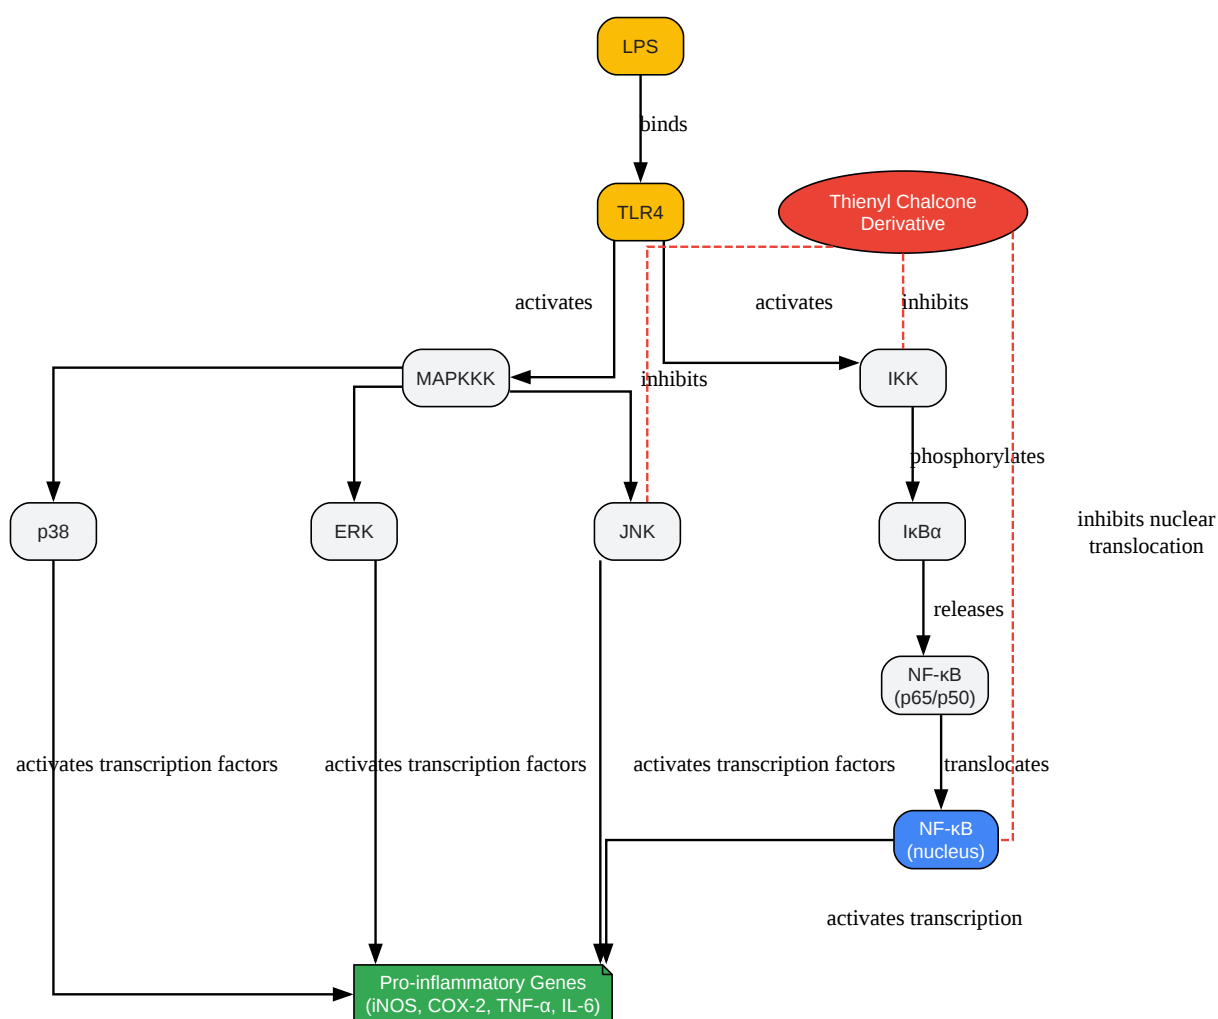 LPS
binds
TLR4
Thienyl Chalcone
Derivative
activates
activates
inhibits
MAPKKK
inhibits
IKK
phosphorylates
p38
ERK
JNK
IκBα
inhibits nuclear
translocation
releases
NF-κB
(p65/p50)
activates transcription factors
activates transcription factors
activates transcription factors
translocates
NF-κB
(nucleus)
activates transcription
Pro-inflammatory Genes
(iNOS, COX-2, TNF-α, IL-6)